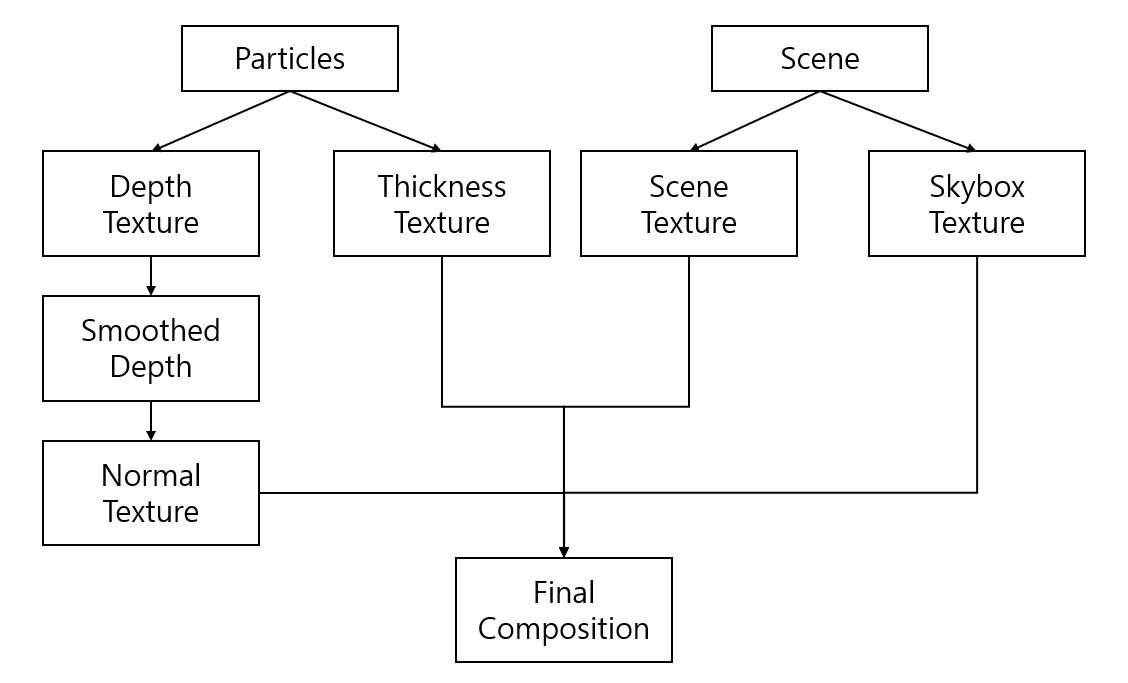 Particles
Scene
Depth
Texture
Thickness
Texture
Scene
Texture
Skybox
Texture
Smoothed
Depth
Normal
Texture
Final
Composition